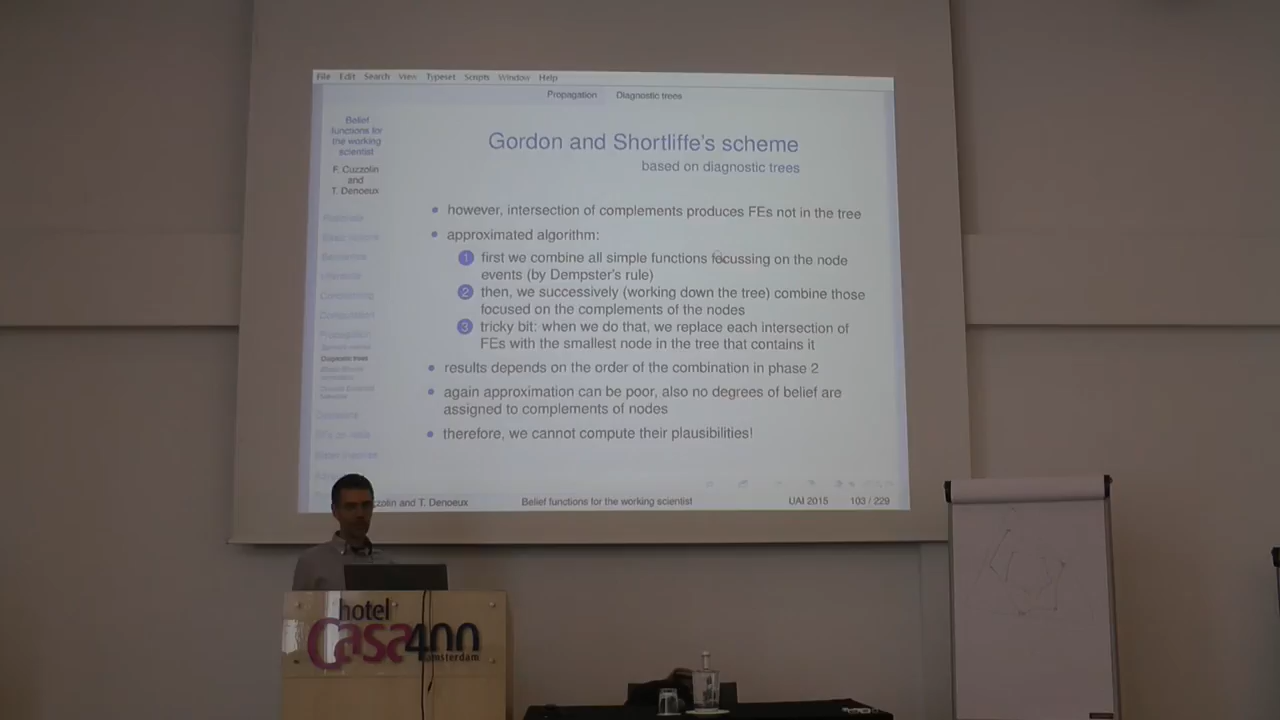 File Edit Search View Typeset Scripts Window Help
Propagation Diagnostic trees
Belief
functions for
the working
scientist
F. Cuzzolin
and
T. Denoeux
Gordon and Shortliffe's scheme
based on diagnostic trees
• however, intersection of complements produces FEs not in the tree
• approximated algorithm:
1 first we combine all simple functions focussing on the node
events (by Dempster's rule)
2 then, we successively (working down the tree) combine those
focused on the complements of the nodes
3 tricky bit: when we do that, we replace each intersection of
FEs with the smallest node in the tree that contains it
• results depends on the order of the combination in phase 2
• again approximation can be poor, also no degrees of belief are
assigned to complements of nodes
• therefore, we cannot compute their plausibilities!
Propagation
Diagnostic trees
zzolin and T. Denoeux Belief functions for the working scientist UAI 2015 103 / 229
hotel
Casa400
amsterdam